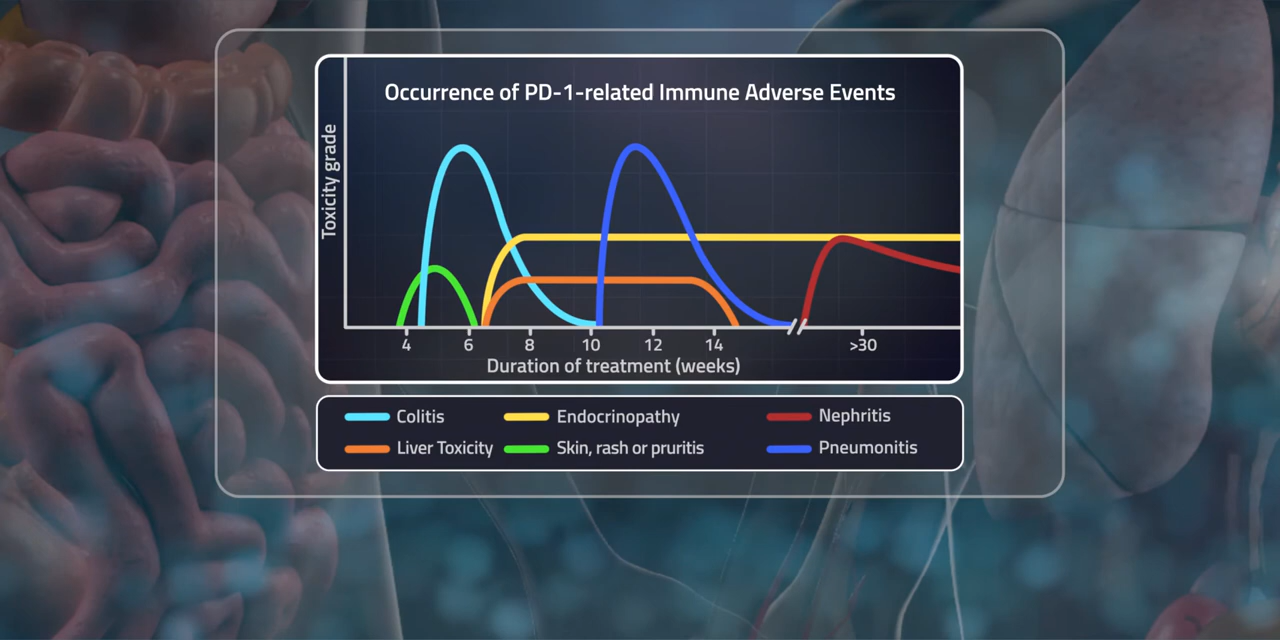 Occurrence of PD-1-related Immune Adverse Events
Toxicity grade
4 6 8 10 12 14 >30
Duration of treatment (weeks)
Colitis Endocrinopathy Nephritis
Liver Toxicity Skin, rash or pruritis Pneumonitis